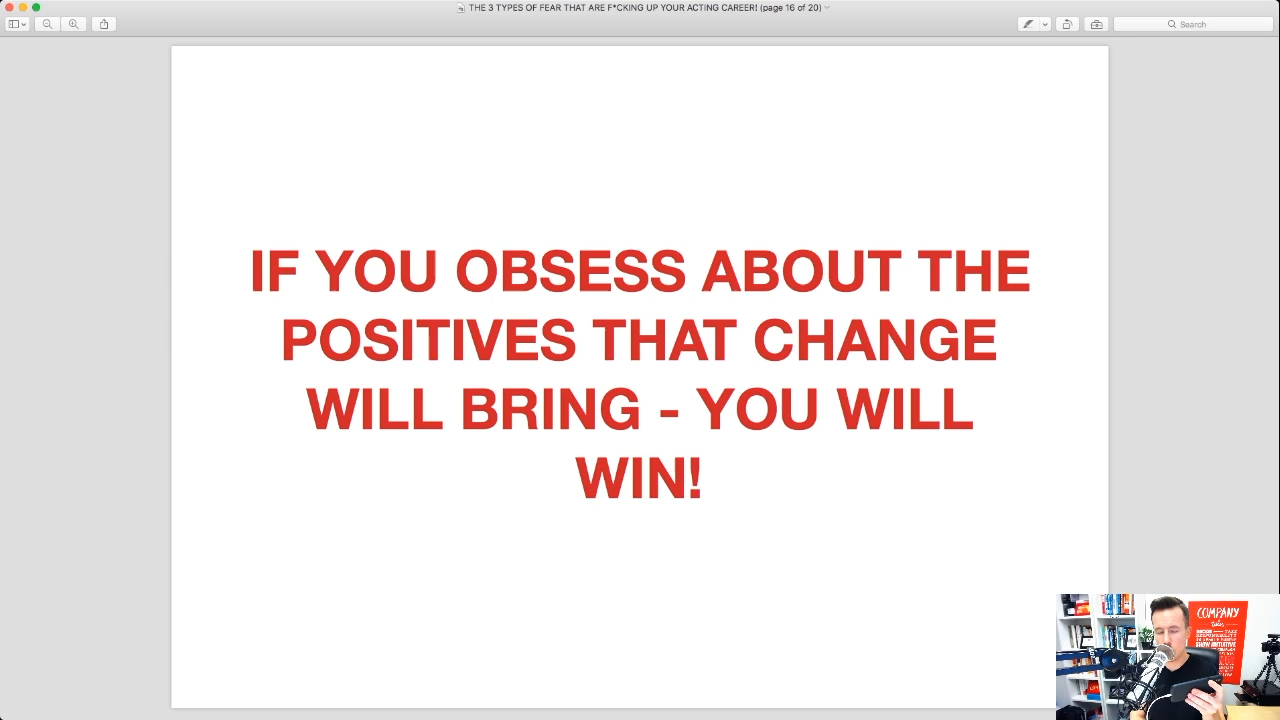 THE 3 TYPES OF FEAR THAT ARE F*CKING UP YOUR ACTING CAREER! (page 16 of 20)
Search
IF YOU OBSESS ABOUT THE
POSITIVES THAT CHANGE
WILL BRING - YOU WILL
WIN!
COMPANY
rules